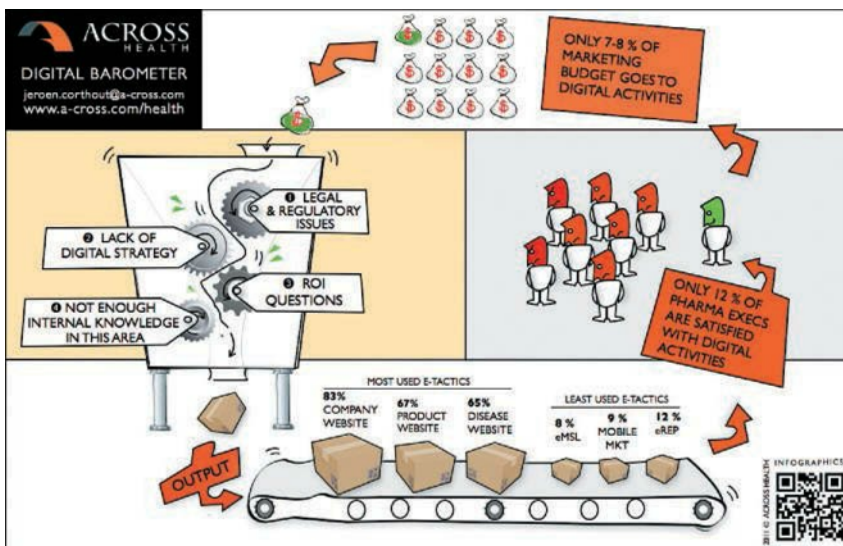 ACROSS
HEALTH
DIGITAL BAROMETER
jeroen.corthout@a-cross.com
www.a-cross.com/health
ONLY 7-8 % OF
MARKETING
BUDGET GOES TO
DIGITAL ACTIVITIES
❶ LEGAL
& REGULATORY
ISSUES
❷ LACK OF
DIGITAL STRATEGY
❸ ROI
QUESTIONS
❹ NOT ENOUGH
INTERNAL KNOWLEDGE
IN THIS AREA
ONLY 12 % OF
PHARMA EXECS
ARE SATISFIED
WITH DIGITAL
ACTIVITIES
OUTPUT
MOST USED E-TACTICS
83%
COMPANY
WEBSITE
67%
PRODUCT
WEBSITE
65%
DISEASE
WEBSITE
LEAST USED E-TACTICS
8 %
eMSL
9 %
MOBILE
MKT
12 %
eREP
INFOGRAPHICS
2011 © ACROSS HEALTH